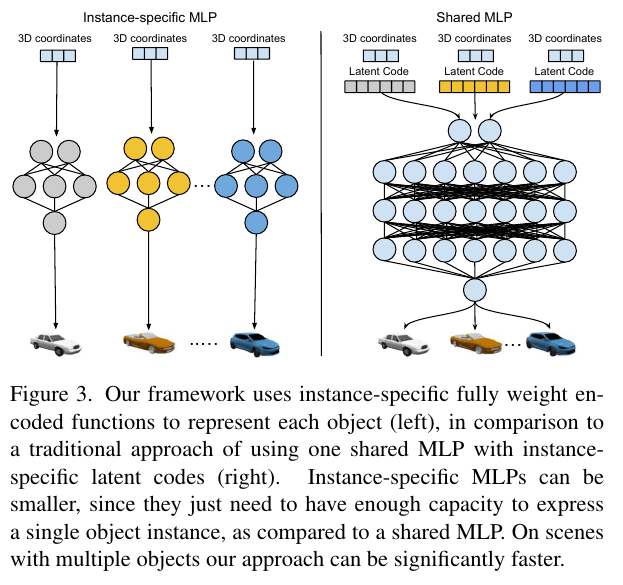 Instance-specific MLP
Shared MLP
3D coordinates
3D coordinates
3D coordinates
3D coordinates
3D coordinates
3D coordinates
Latent Code
Latent Code
Latent Code
Figure 3. Our framework uses instance-specific fully weight en-
coded functions to represent each object (left), in comparison to
a traditional approach of using one shared MLP with instance-
specific latent codes (right). Instance-specific MLPs can be
smaller, since they just need to have enough capacity to express
a single object instance, as compared to a shared MLP. On scenes
with multiple objects our approach can be significantly faster.